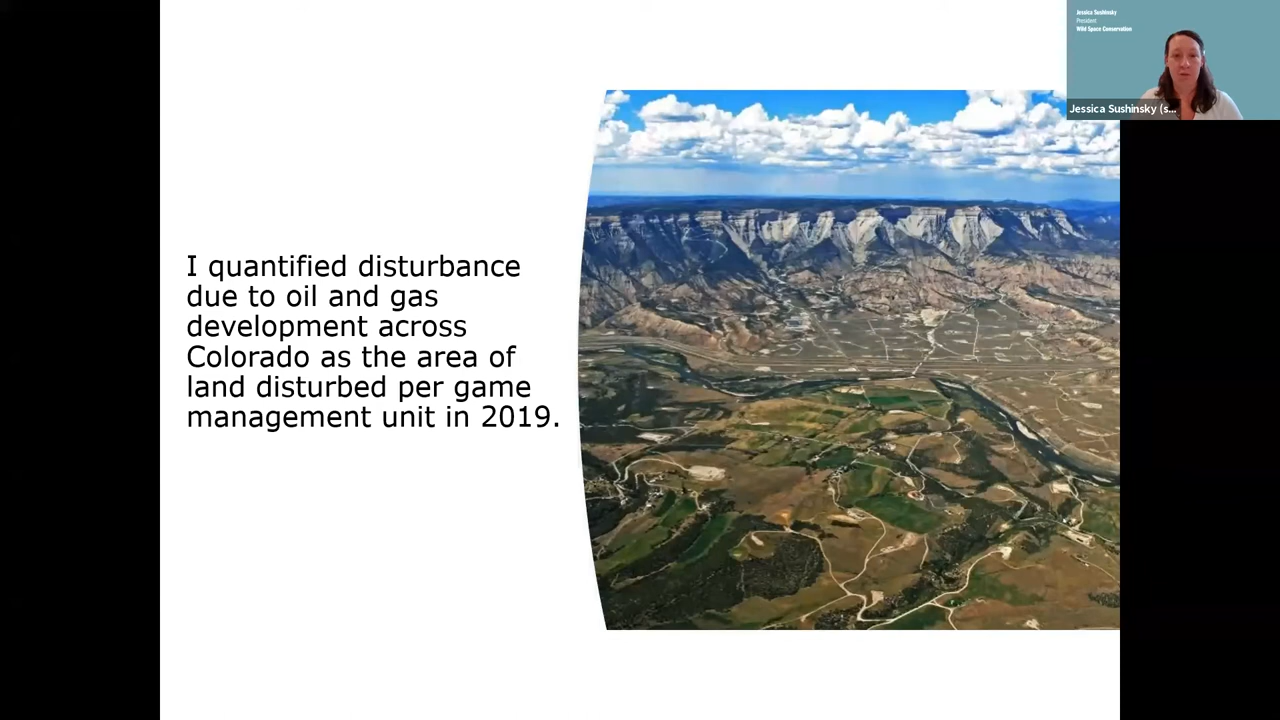 Jessica Sushinsky
President
Wild Space Conservation
Jessica Sushinsky (s...
I quantified disturbance
due to oil and gas
development across
Colorado as the area of
land disturbed per game
management unit in 2019.